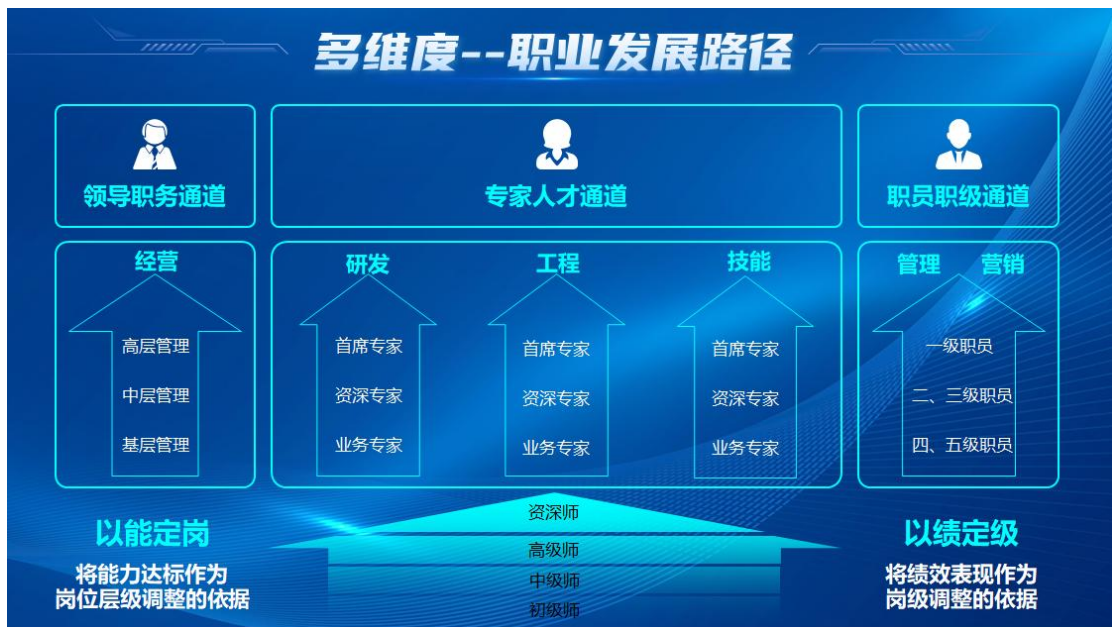 多维度--职业发展路径
领导职务通道
专家人才通道
职员职级通道
经营
高层管理
中层管理
基层管理
研发
首席专家
资深专家
业务专家
工程
首席专家
资深专家
业务专家
技能
首席专家
资深专家
业务专家
管理 营销
一级职员
二、三级职员
四、五级职员
以能定岗
将能力达标作为
岗位层级调整的依据
资深师
高级师
中级师
初级师
以绩定级
将绩效表现作为
岗级调整的依据